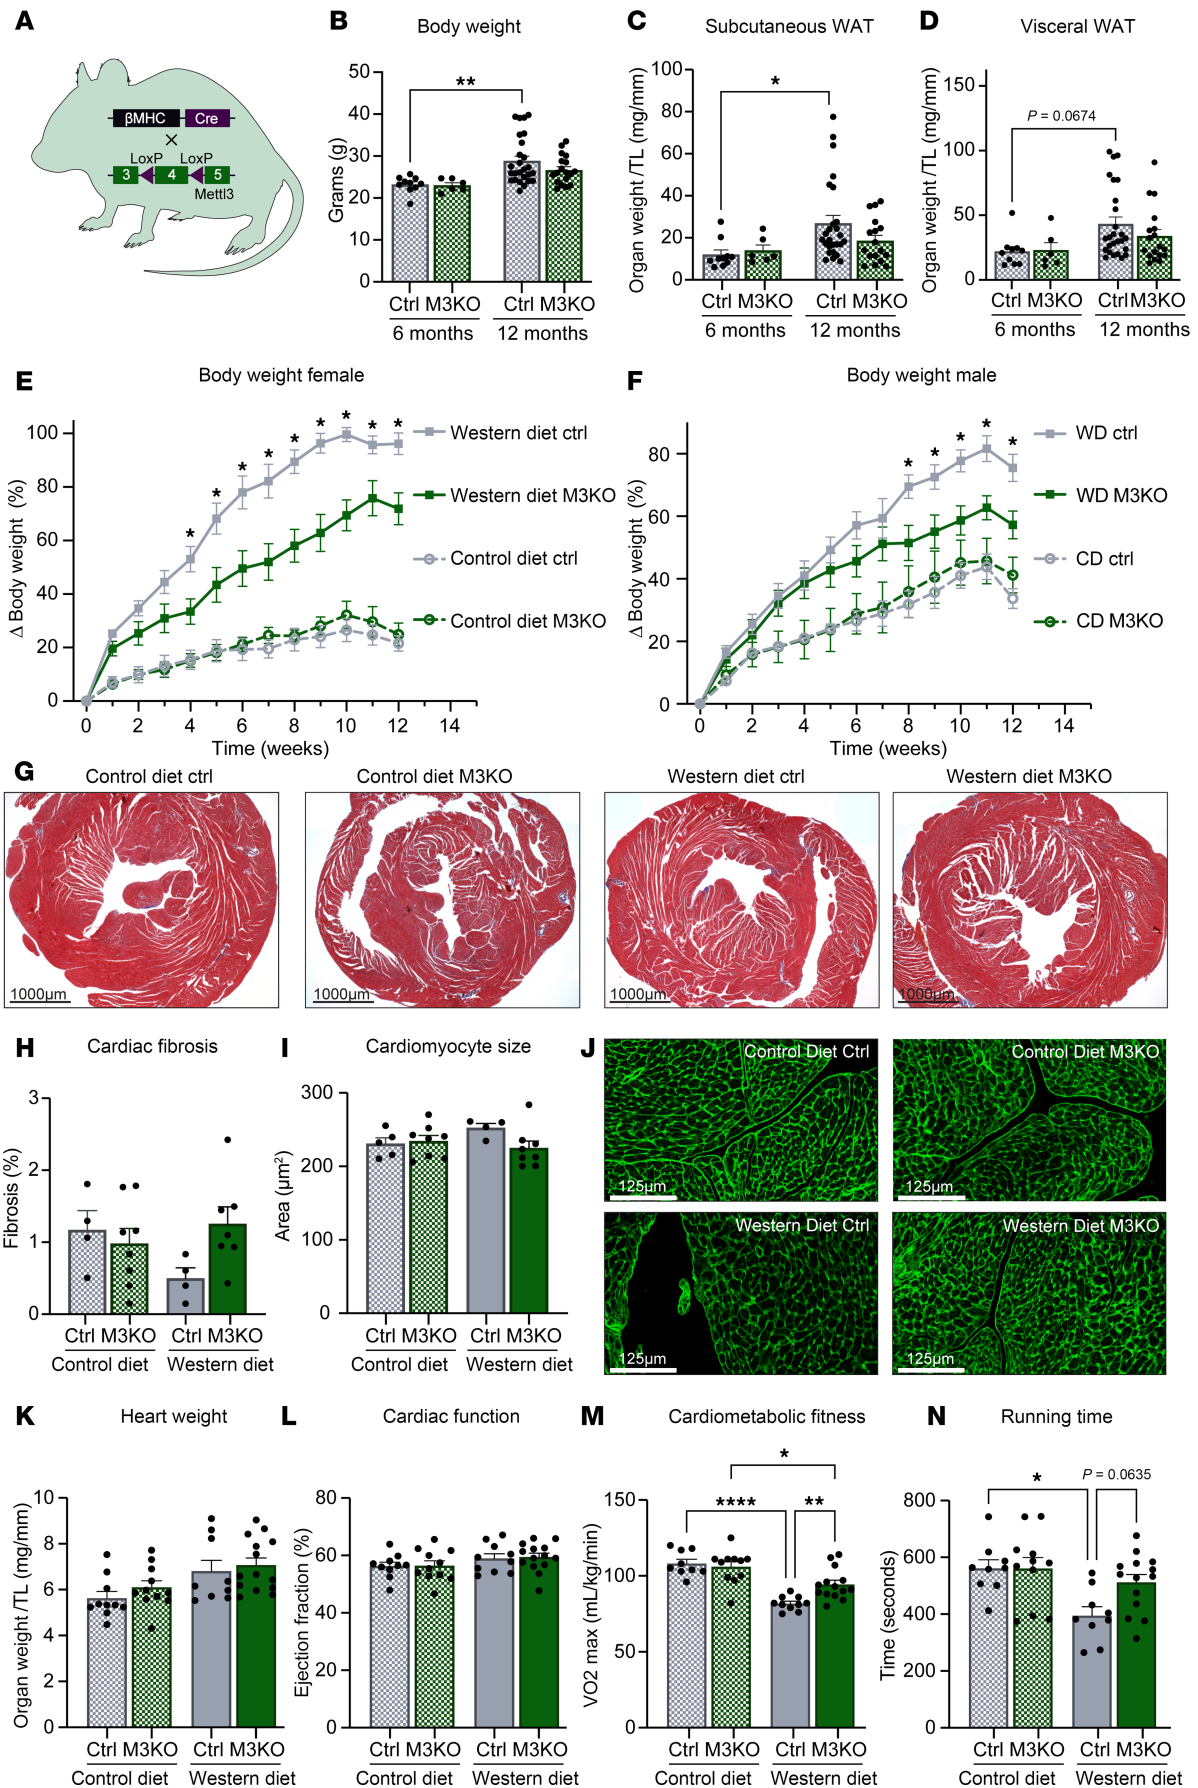 A
βMHC Cre
×
LoxP LoxP
3 4 5
Mettl3
B Body weight
Grams (g)
50
40
30
20
10
0
**
Ctrl M3KO Ctrl M3KO
6 months 12 months
C Subcutaneous WAT
Organ weight /TL (mg/mm)
100
80
60
40
20
0
*
Ctrl M3KO Ctrl M3KO
6 months 12 months
D Visceral WAT
Organ weight /TL (mg/mm)
150
100
50
0
P = 0.0674
Ctrl M3KO Ctrl M3KO
6 months 12 months
E Body weight female
Δ Body weight (%)
100
80
60
40
20
0
* * * * * * * * *
0 2 4 6 8 10 12 14
Time (weeks)
Western diet ctrl
Western diet M3KO
Control diet ctrl
Control diet M3KO
F Body weight male
Δ Body weight (%)
80
60
40
20
0
* * * * *
0 2 4 6 8 10 12 14
Time (weeks)
WD ctrl
WD M3KO
CD ctrl
CD M3KO
G
Control diet ctrl Control diet M3KO Western diet ctrl Western diet M3KO
1000µm 1000µm 1000µm 1000µm
H Cardiac fibrosis
Fibrosis (%)
3
2
1
0
Ctrl M3KO Ctrl M3KO
Control diet Western diet
I Cardiomyocyte size
Area (µm²)
300
200
100
0
Ctrl M3KO Ctrl M3KO
Control diet Western diet
J
Control Diet Ctrl Control Diet M3KO
125µm 125µm
Western Diet Ctrl Western Diet M3KO
125µm 125µm
K Heart weight
Organ weight /TL (mg/mm)
10
8
6
4
2
0
Ctrl M3KO Ctrl M3KO
Control diet Western diet
L Cardiac function
Ejection fraction (%)
80
60
40
20
0
Ctrl M3KO Ctrl M3KO
Control diet Western diet
M Cardiometabolic fitness
VO2 max (mL/kg/min)
150
100
50
0
*
**** **
Ctrl M3KO Ctrl M3KO
Control diet Western diet
N Running time
Time (seconds)
800
600
400
200
0
* P = 0.0635
Ctrl M3KO Ctrl M3KO
Control diet Western diet